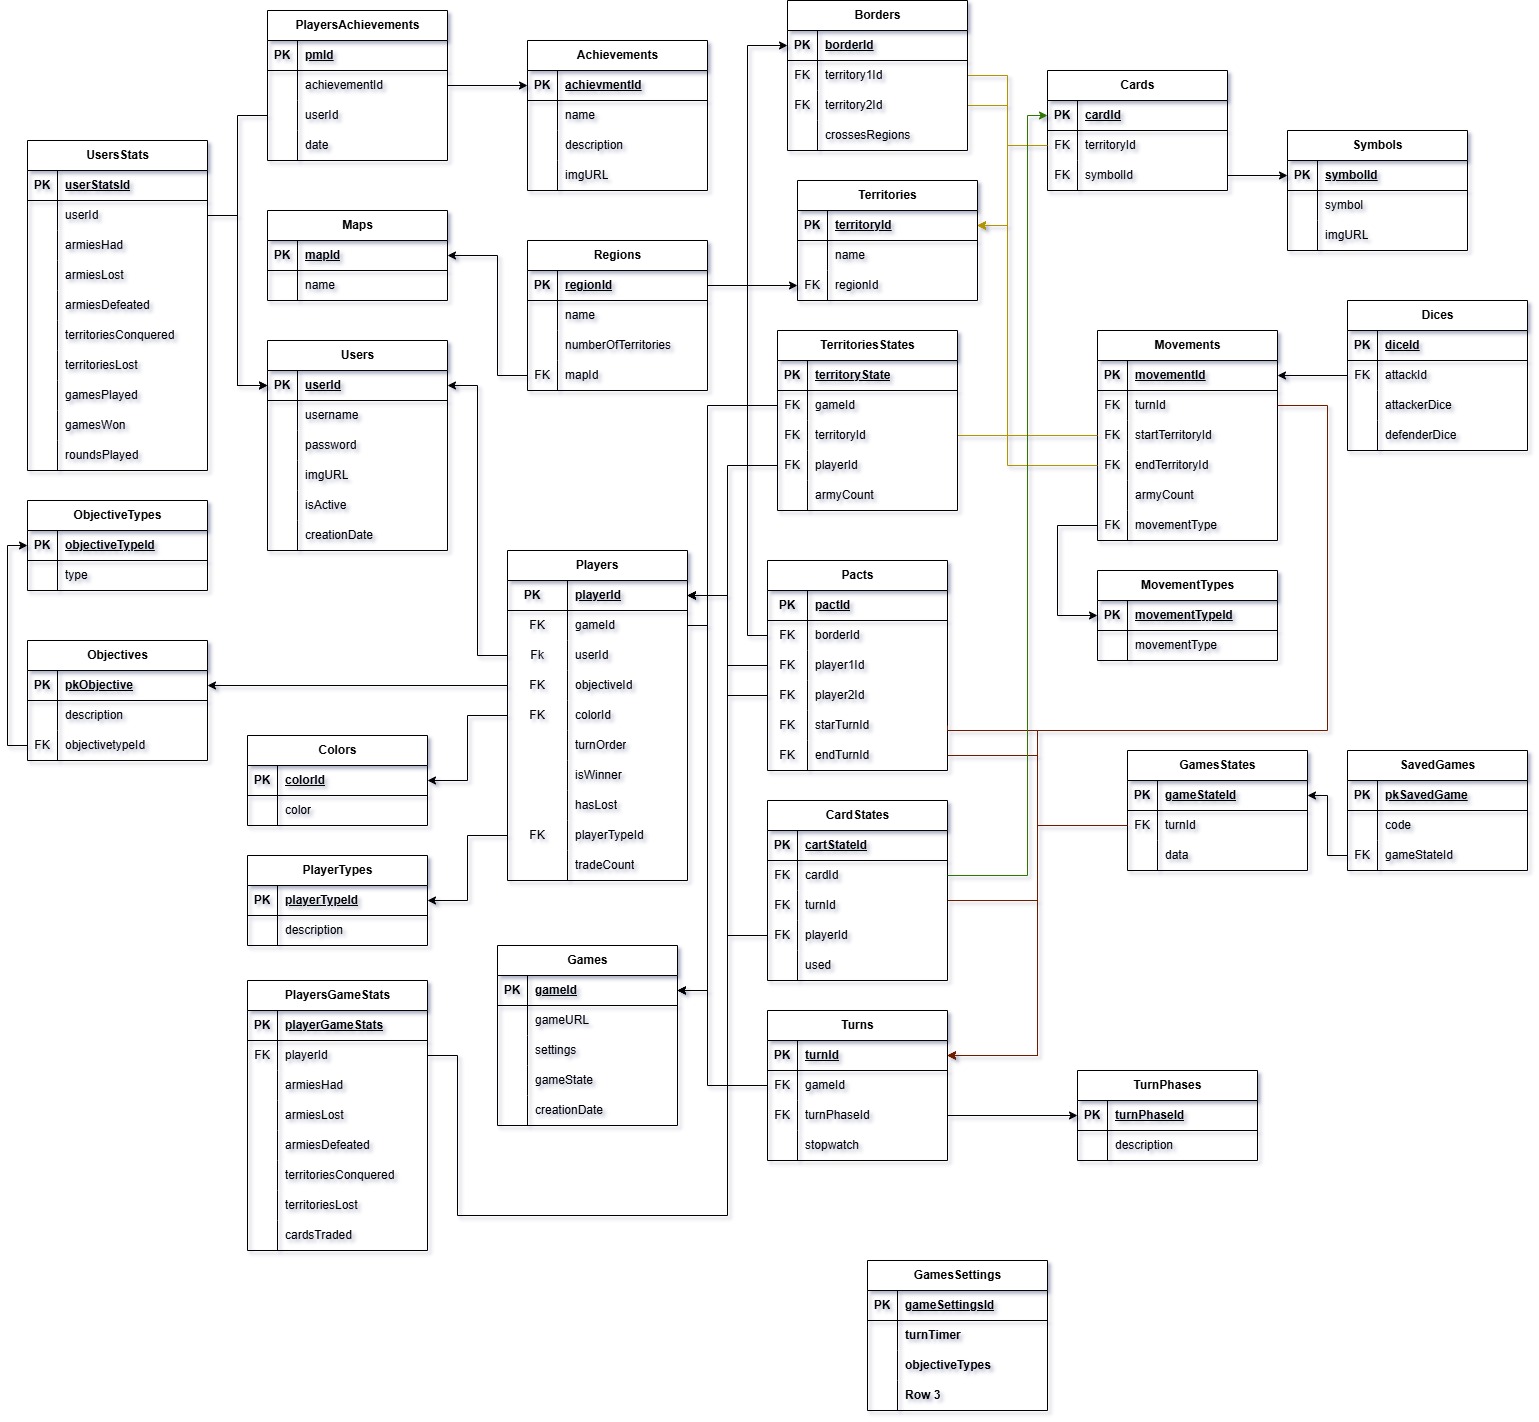 PlayersAchievements
PK pmId
achievementId
userId
date
Achievements
PK achievmentId
name
description
imgURL
Borders
PK borderId
FK territory1Id
FK territory2Id
crossesRegions
Cards
PK cardId
FK territoryId
FK symbolId
Symbols
PK symbolId
symbol
imgURL
UsersStats
PK userStatsId
userId
armiesHad
armiesLost
armiesDefeated
territoriesConquered
territoriesLost
gamesPlayed
gamesWon
roundsPlayed
Maps
PK mapId
name
Regions
PK regionId
name
numberOfTerritories
FK mapId
Territories
PK territoryId
name
FK regionId
Users
PK userId
username
password
imgURL
isActive
creationDate
TerritoriesStates
PK territoryState
FK gameId
FK territoryId
FK playerId
armyCount
Movements
PK movementId
FK turnId
FK startTerritoryId
FK endTerritoryId
armyCount
FK movementType
Dices
PK diceId
FK attackId
attackerDice
defenderDice
ObjectiveTypes
PK objectiveTypeId
type
Players
PK playerId
FK gameId
Fk userId
FK objectiveId
FK colorId
turnOrder
isWinner
hasLost
FK playerTypeId
tradeCount
Pacts
PK pactId
FK borderId
FK player1Id
FK player2Id
FK starTurnId
FK endTurnId
MovementTypes
PK movementTypeId
movementType
Objectives
PK pkObjective
description
FK objectivetypeId
Colors
PK colorId
color
GamesStates
PK gameStateId
FK turnId
data
SavedGames
PK pkSavedGame
code
FK gameStateId
CardStates
PK cartStateId
FK cardId
FK turnId
FK playerId
used
PlayerTypes
PK playerTypeId
description
Games
PK gameId
gameURL
settings
gameState
creationDate
PlayersGameStats
PK playerGameStats
FK playerId
armiesHad
armiesLost
armiesDefeated
territoriesConquered
territoriesLost
cardsTraded
Turns
PK turnId
FK gameId
FK turnPhaseId
stopwatch
TurnPhases
PK turnPhaseId
description
GamesSettings
PK gameSettingsId
turnTimer
objectiveTypes
Row 3